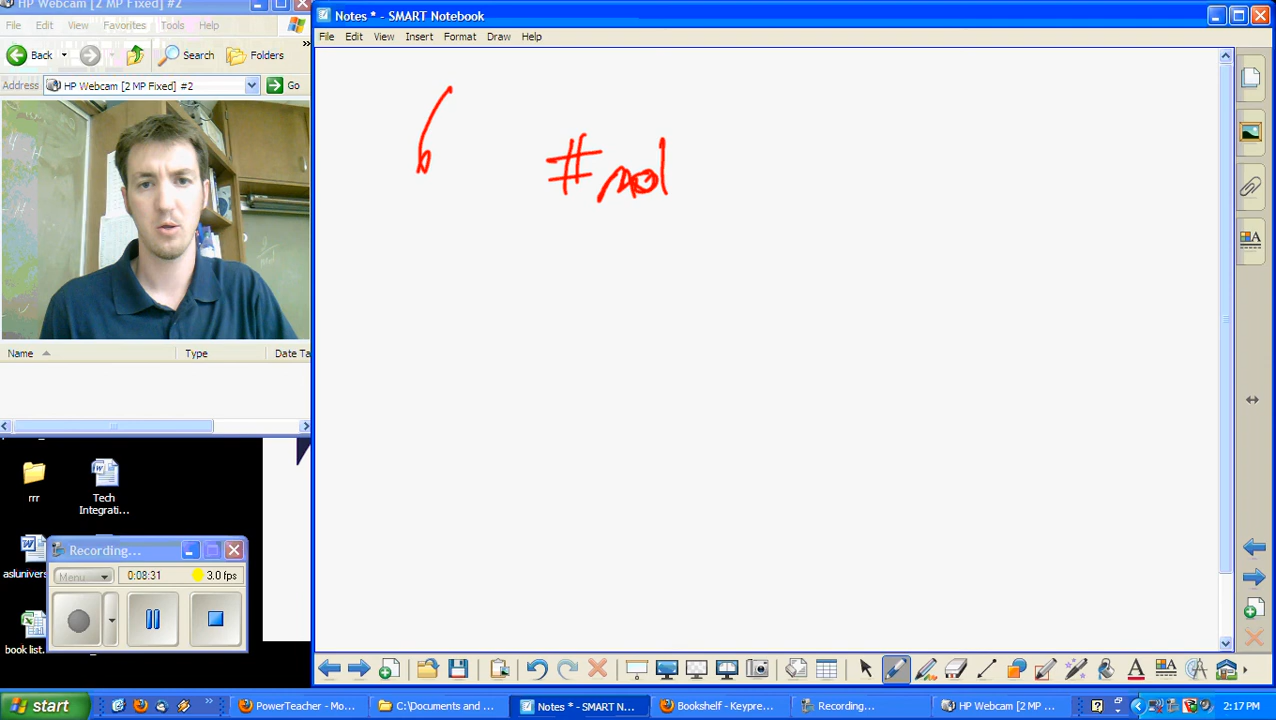 HP Webcam [2 MP Fixed] #2
Notes * - SMART Notebook
File Edit View Favorites Tools Help
File Edit View Insert Format Draw Help
Back Search Folders »
Address HP Webcam [2 MP Fixed] #2 Go
# mol
Name Type Date Ta
rrr
Tech
Integrati...
Recording...
aslunivers
Menu 0:08:31 3.0 fps
book list.
start » PowerTeacher - Mo... C:\Documents and ... Notes * - SMART N... Bookshelf - Keypre... Recording... HP Webcam [2 MP ... 2:17 PM